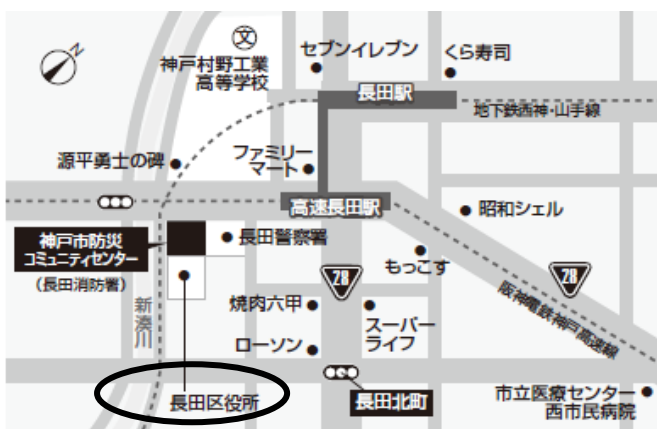 N
文
神戸村野工業
高等学校
セブンイレブン
くら寿司
長田駅
地下鉄西神・山手線
源平勇士の碑
ファミリー
マート
高速長田駅
昭和シェル
神戸市防災
コミュニティセンター
(長田消防署)
長田警察署
もっこす
28
28
阪神電鉄神戸高速線
新湊川
焼肉六甲
スーパー
ライフ
ローソン
長田区役所
長田北町
市立医療センター
西市民病院